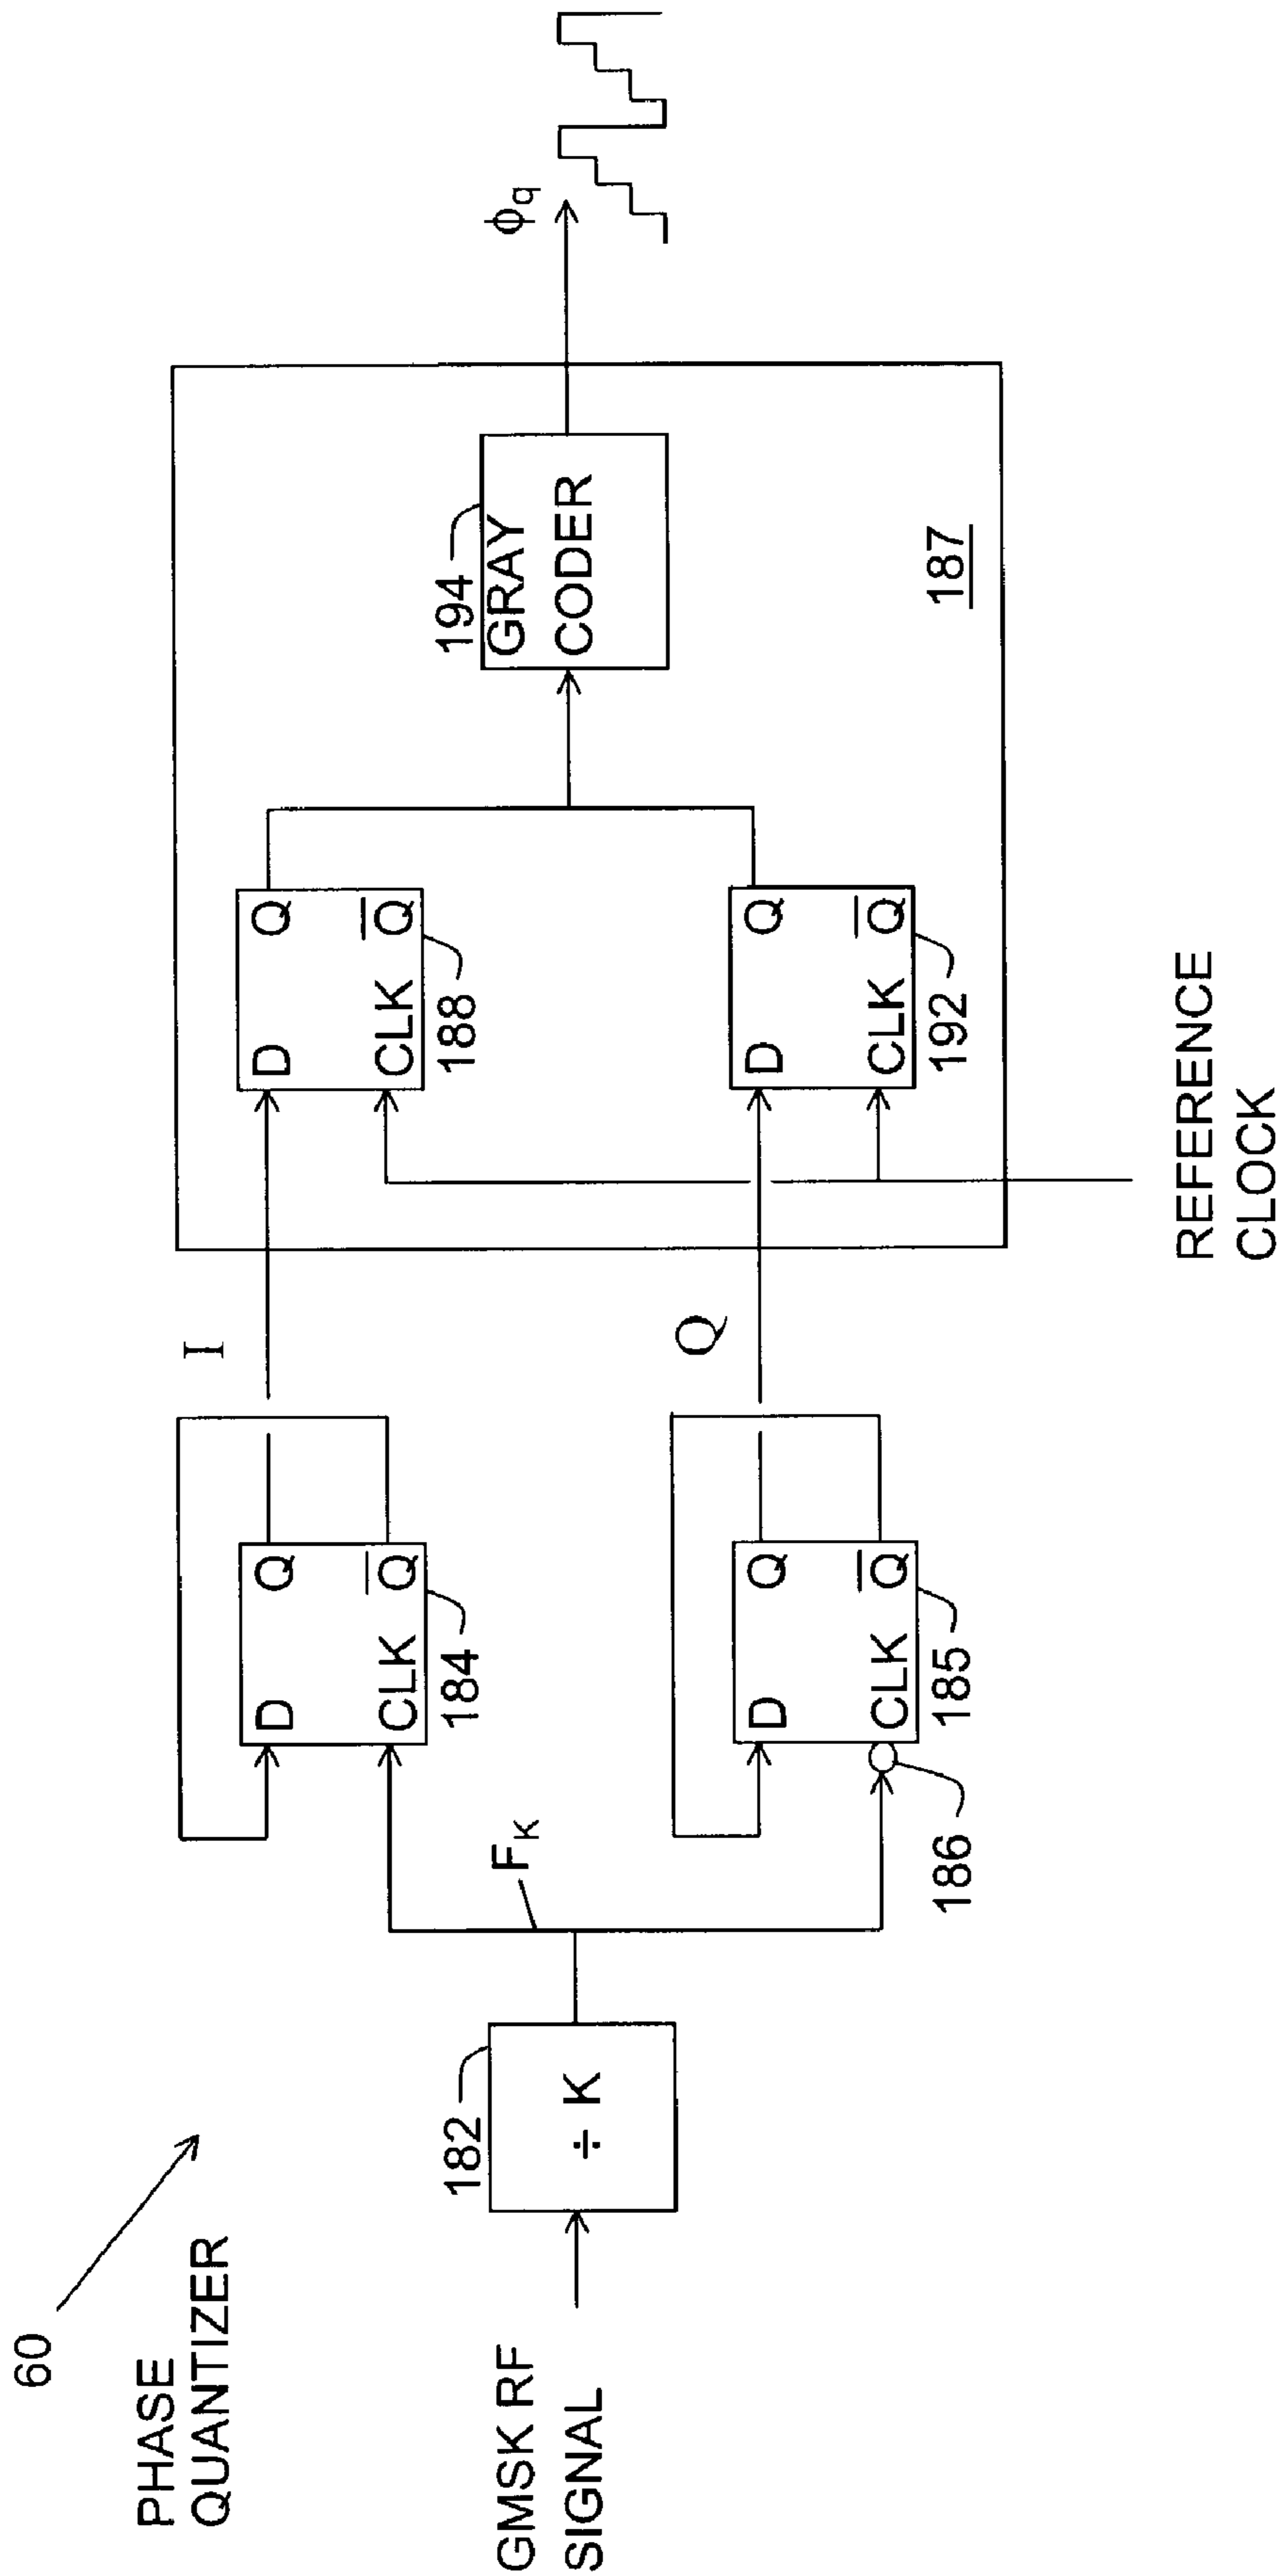 60
PHASE
QUANTIZER
GMSK RF
SIGNAL
182
÷ K
F_K
D Q
CLK Q̅
184
D Q
CLK Q̅
185
186
I
Q
D Q
CLK Q̅
188
D Q
CLK Q̅
192
REFERENCE
CLOCK
194
GRAY
CODER
187
ϕ_q